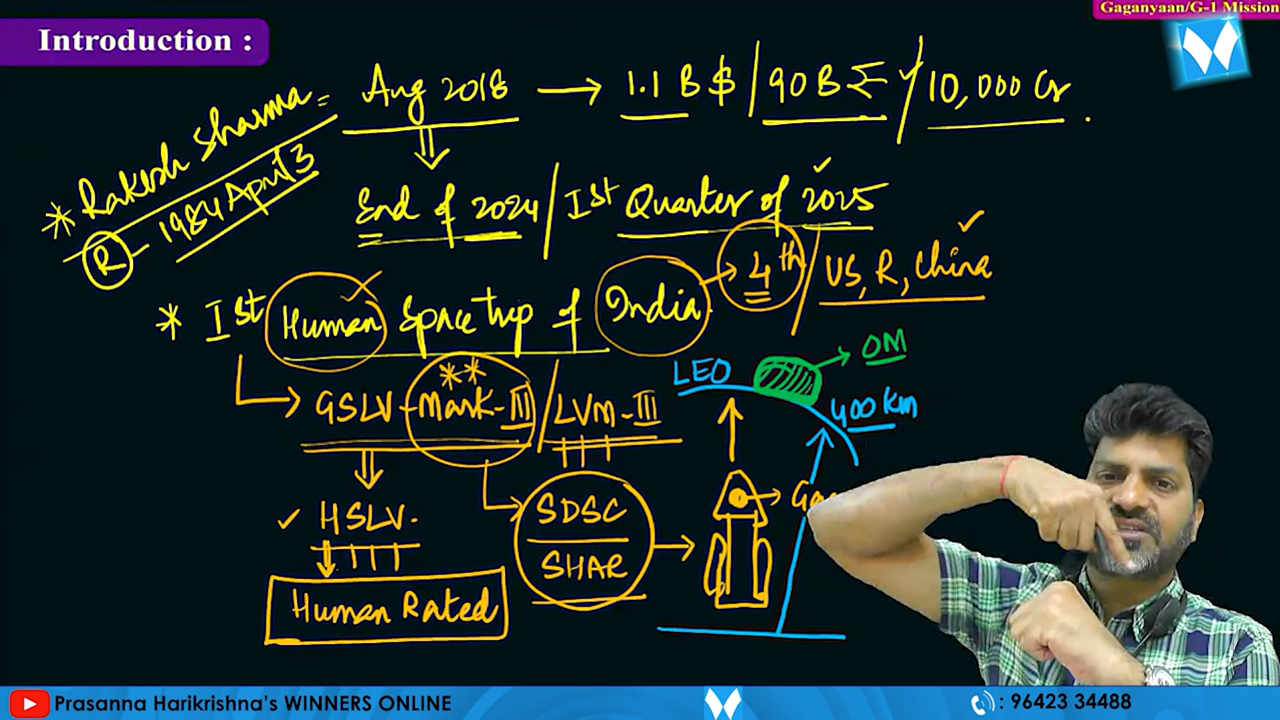 Gaganyaan/G-1 Mission
Introduction :
Aug 2018 → 1.1 B $ / 90 B ₹ / 10,000 Cr.
* Rakesh Sharma =
(R) - 1984 April 3
End of 2024 / Ist Quarter of 2025
* Ist Human Space trip of India → 4th / US, R, China
GSLV-Mark-III / LVM-III
**
LEO
OM
400 km
HSLV.
SDSC
SHAR
Human Rated
Prasanna Harikrishna's WINNERS ONLINE
: 96423 34488